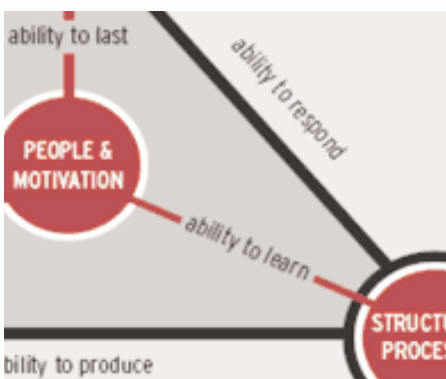 ability to last
ability to respond
PEOPLE &
MOTIVATION
ability to learn
STRUCTU
PROCES
bility to produce